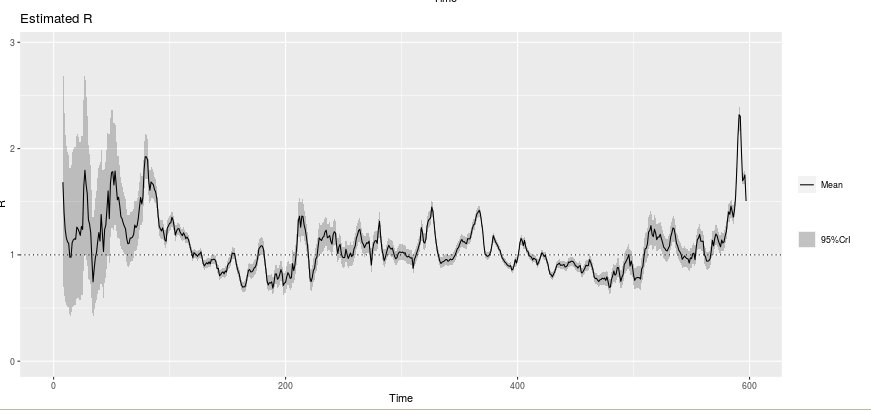 Estimated R
3
2
R
1
0
0 200 400 600
Time
Mean
95%CrI